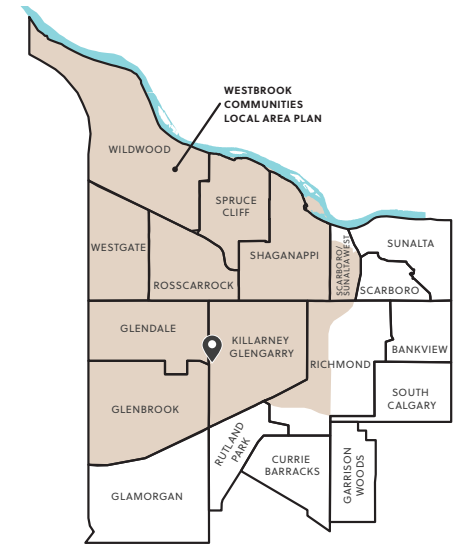 WESTBROOK
COMMUNITIES
LOCAL AREA PLAN
WILDWOOD
SPRUCE
CLIFF
WESTGATE
SHAGANAPPI
SCARBORO/
SUNALTA WEST
SUNALTA
ROSSCARROCK
SCARBORO
GLENDALE
KILLARNEY
GLENGARRY
RICHMOND
BANKVIEW
GLENBROOK
SOUTH
CALGARY
RUTLAND
PARK
CURRIE
BARRACKS
GARRISON
WOODS
GLAMORGAN